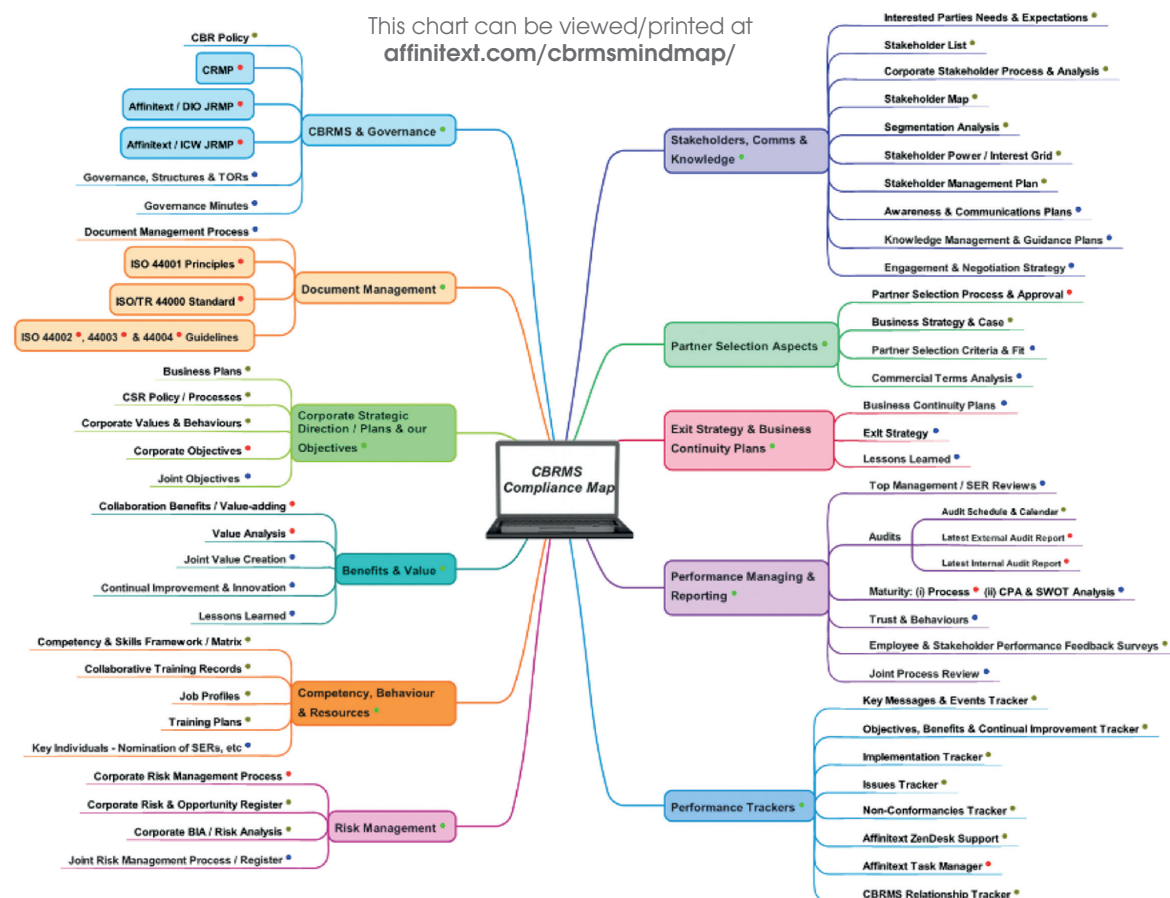 This chart can be viewed/printed at
affinitext.com/cbrmsmindmap/
CBR Policy
CRMP
Affinitext / DIO JRMP
Affinitext / ICW JRMP
Governance, Structures & TORs
Governance Minutes
CBRMS & Governance
Document Management Process
ISO 44001 Principles
ISO/TR 44000 Standard
ISO 44002, 44003 & 44004 Guidelines
Document Management
Business Plans
CSR Policy / Processes
Corporate Values & Behaviours
Corporate Objectives
Joint Objectives
Corporate Strategic
Direction / Plans & our
Objectives
Collaboration Benefits / Value-adding
Value Analysis
Joint Value Creation
Continual Improvement & Innovation
Lessons Learned
Benefits & Value
Competency & Skills Framework / Matrix
Collaborative Training Records
Job Profiles
Training Plans
Key Individuals - Nomination of SERs, etc
Competency, Behaviour
& Resources
Corporate Risk Management Process
Corporate Risk & Opportunity Register
Corporate BIA / Risk Analysis
Joint Risk Management Process / Register
Risk Management
CBRMS
Compliance Map
Stakeholders, Comms &
Knowledge
Interested Parties Needs & Expectations
Stakeholder List
Corporate Stakeholder Process & Analysis
Stakeholder Map
Segmentation Analysis
Stakeholder Power / Interest Grid
Stakeholder Management Plan
Awareness & Communications Plans
Knowledge Management & Guidance Plans
Engagement & Negotiation Strategy
Partner Selection Aspects
Partner Selection Process & Approval
Business Strategy & Case
Partner Selection Criteria & Fit
Commercial Terms Analysis
Exit Strategy & Business
Continuity Plans
Business Continuity Plans
Exit Strategy
Lessons Learned
Performance Managing &
Reporting
Top Management / SER Reviews
Audits
Audit Schedule & Calendar
Latest External Audit Report
Latest Internal Audit Report
Maturity: (i) Process (ii) CPA & SWOT Analysis
Trust & Behaviours
Employee & Stakeholder Performance Feedback Surveys
Joint Process Review
Performance Trackers
Key Messages & Events Tracker
Objectives, Benefits & Continual Improvement Tracker
Implementation Tracker
Issues Tracker
Non-Conformancies Tracker
Affinitext ZenDesk Support
Affinitext Task Manager
CBRMS Relationship Tracker